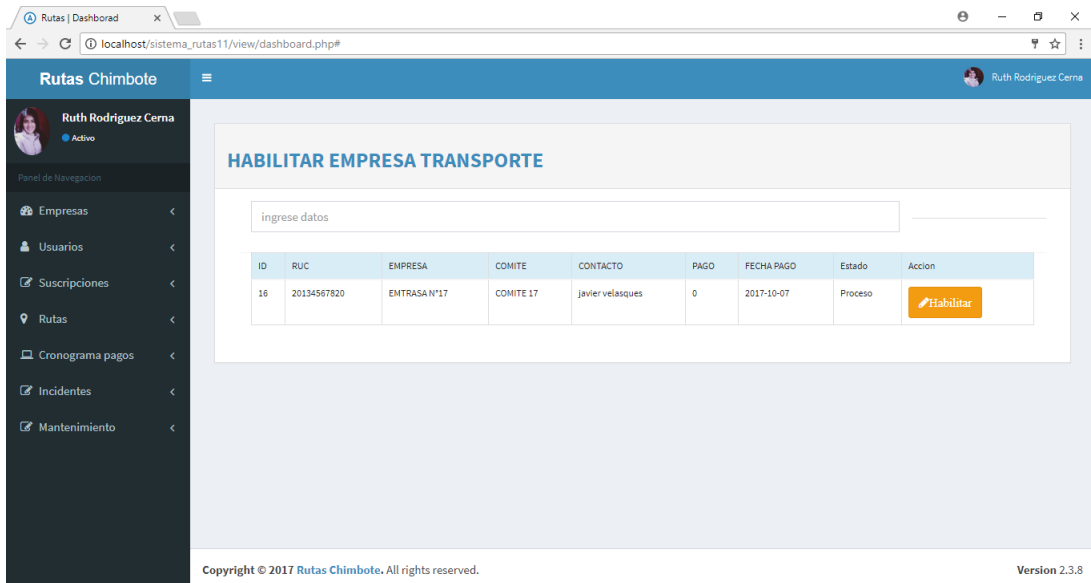 Rutas | Dashborad
localhost/sistema_rutas11/view/dashboard.php#
Rutas Chimbote
Ruth Rodriguez Cerna
Ruth Rodriguez Cerna
Activo
Panel de Navegacion
Empresas
Usuarios
Suscripciones
Rutas
Cronograma pagos
Incidentes
Mantenimiento
HABILITAR EMPRESA TRANSPORTE
ingrese datos
ID RUC EMPRESA COMITE CONTACTO PAGO FECHA PAGO Estado Accion
16 20134567820 EMTRASA N°17 COMITE 17 javier velasques 0 2017-10-07 Proceso Habilitar
Copyright © 2017 Rutas Chimbote. All rights reserved. Version 2.3.8